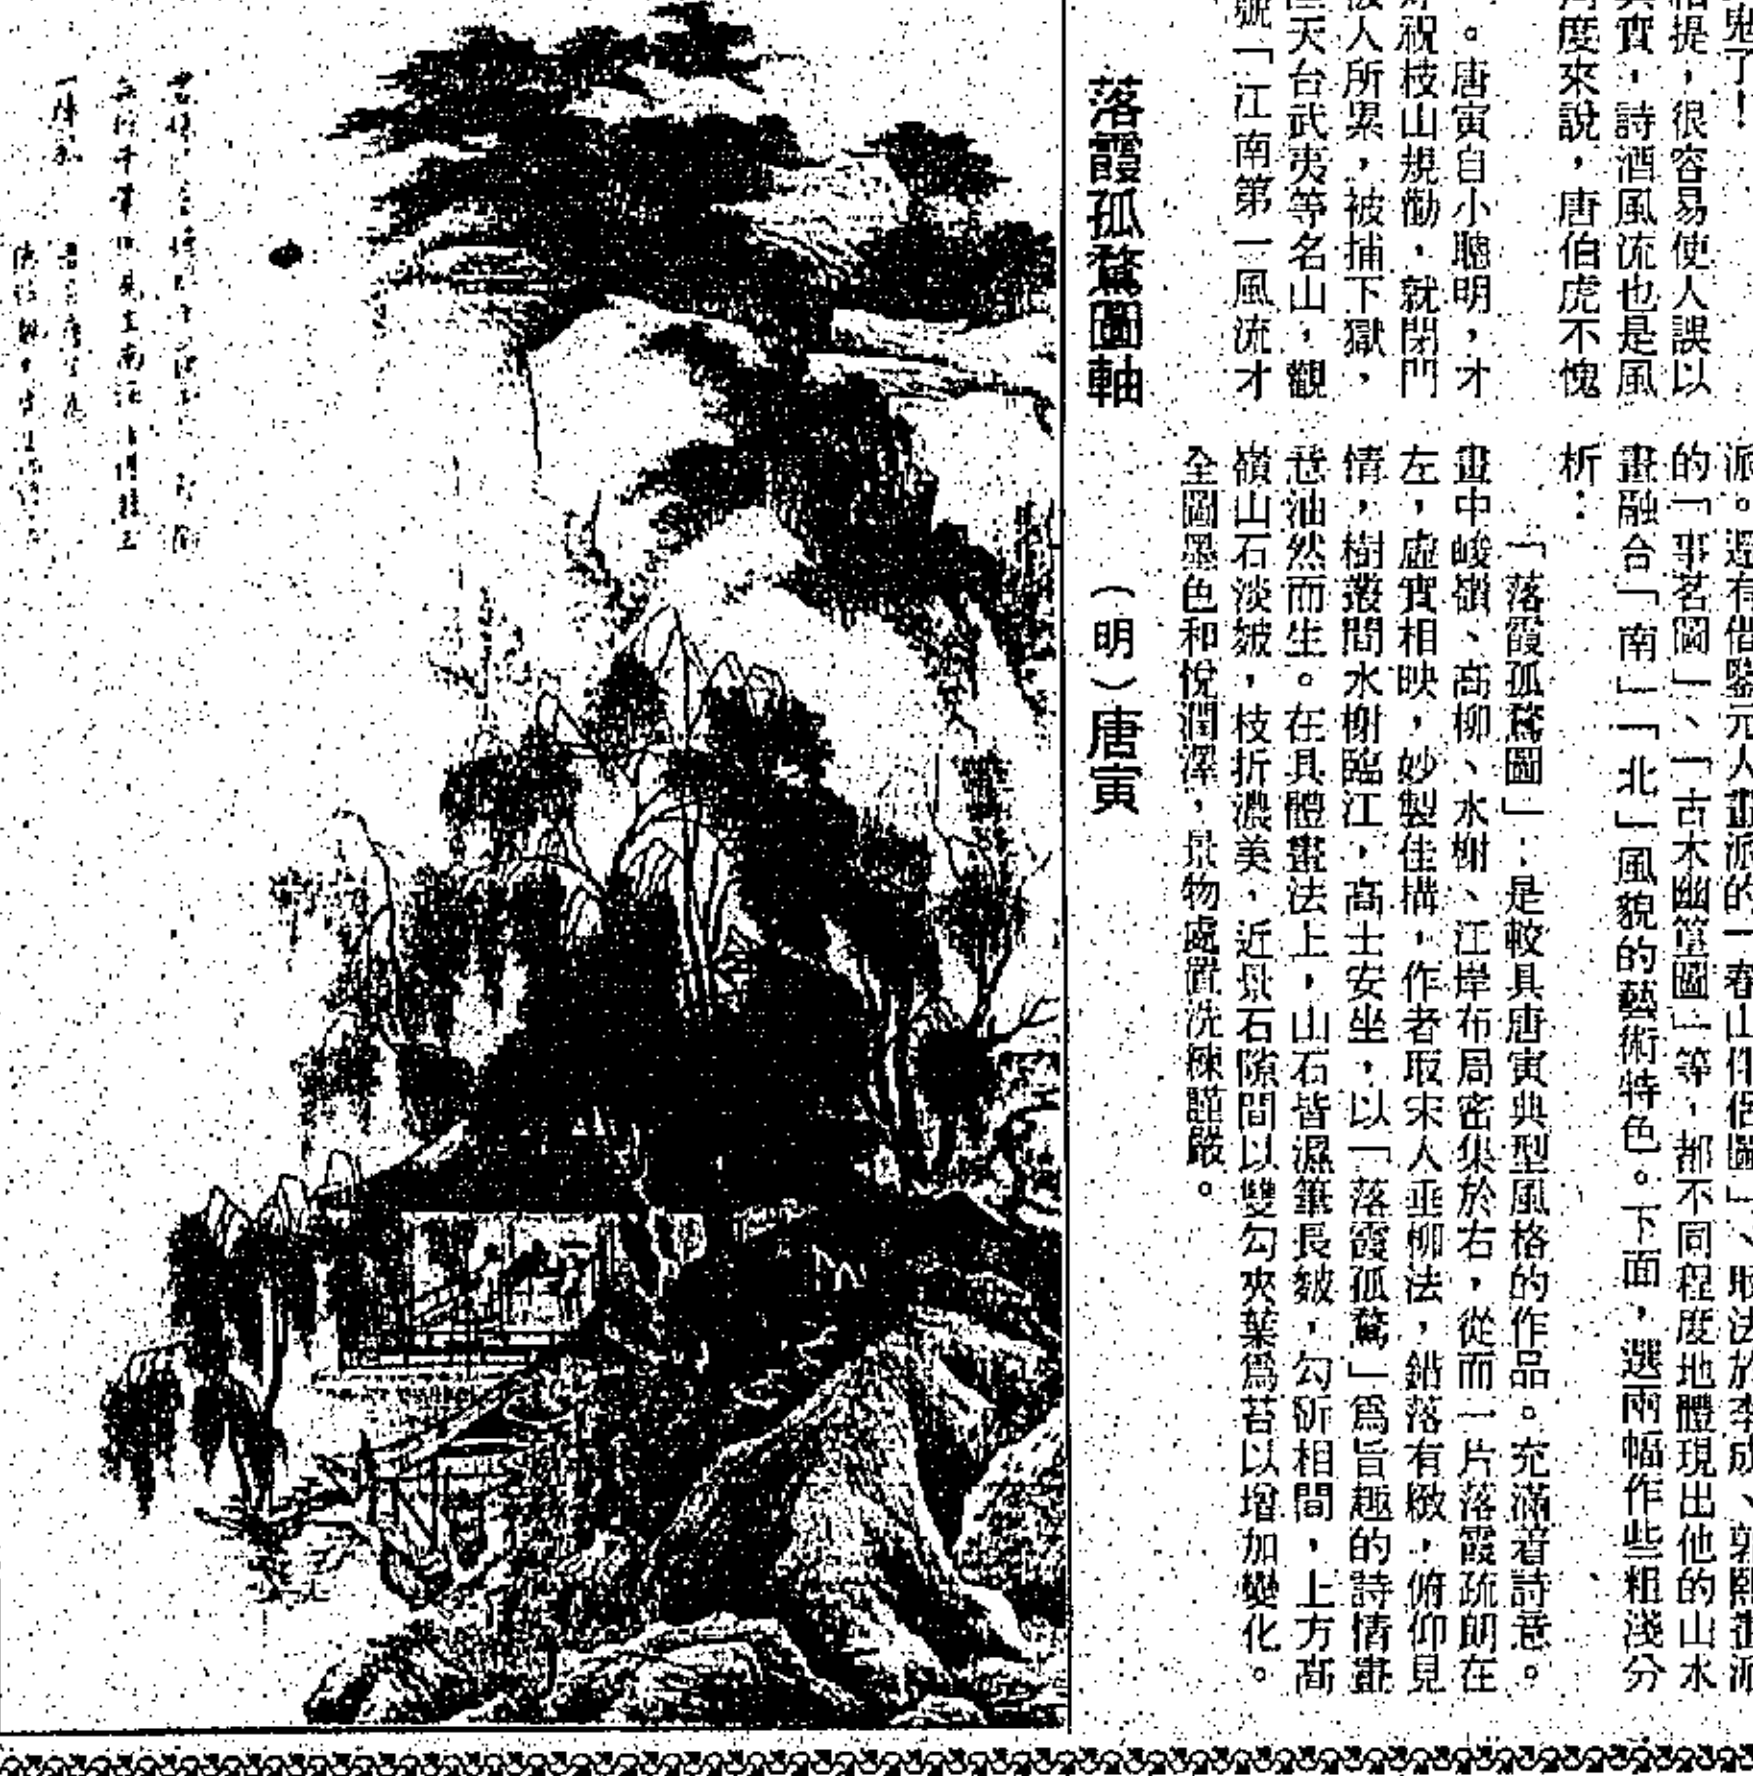 鬼了！
相提，很容易使人誤以
其實，詩酒風流也是風
角度來說，唐伯虎不愧
。唐寅自小聰明，才
祝枝山規勸，就閉門
被人所累，被捕下獄，
天台武夷等名山，觀
號「江南第一風流才
派。還有借鑒元人畫派的「春山伴侶圖」、取法於李成、郭熙畫派
的「事茗圖」、「古木幽篁圖」等，都不同程度地體現出他的山水
畫融合「南」「北」風貌的藝術特色。下面，選兩幅作些粗淺分
析：
「落霞孤鶩圖」，是較具唐寅典型風格的作品。充滿着詩意。
畫中峻嶺、高柳、水榭、江岸布局密集於右，從而一片落霞疏朗在
左，虛實相映，妙製佳構，作者取宋人垂柳法，錯落有緻，俯仰見
情，樹叢間水榭臨江，高士安坐，以「落霞孤鶩」爲旨趣的詩情畫
意油然而生。在具體畫法上，山石皆濕筆長皴，勾斫相間，上方高
嶺山石淡皴，枝折濃美，近景石隙間以雙勾夾葉爲苔以增加變化。
全圖墨色和悅潤澤，景物處置洗練謹嚴。
落霞孤鶩圖軸 （明）唐寅